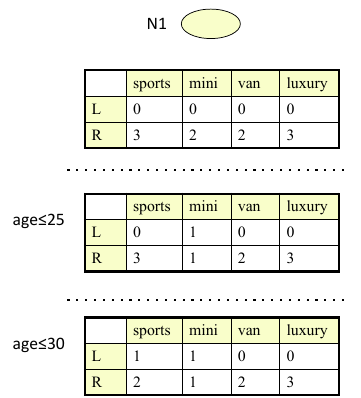 N1
sports mini van luxury
L 0 0 0 0
R 3 2 2 3
age≤25
sports mini van luxury
L 0 1 0 0
R 3 1 2 3
age≤30
sports mini van luxury
L 1 1 0 0
R 2 1 2 3